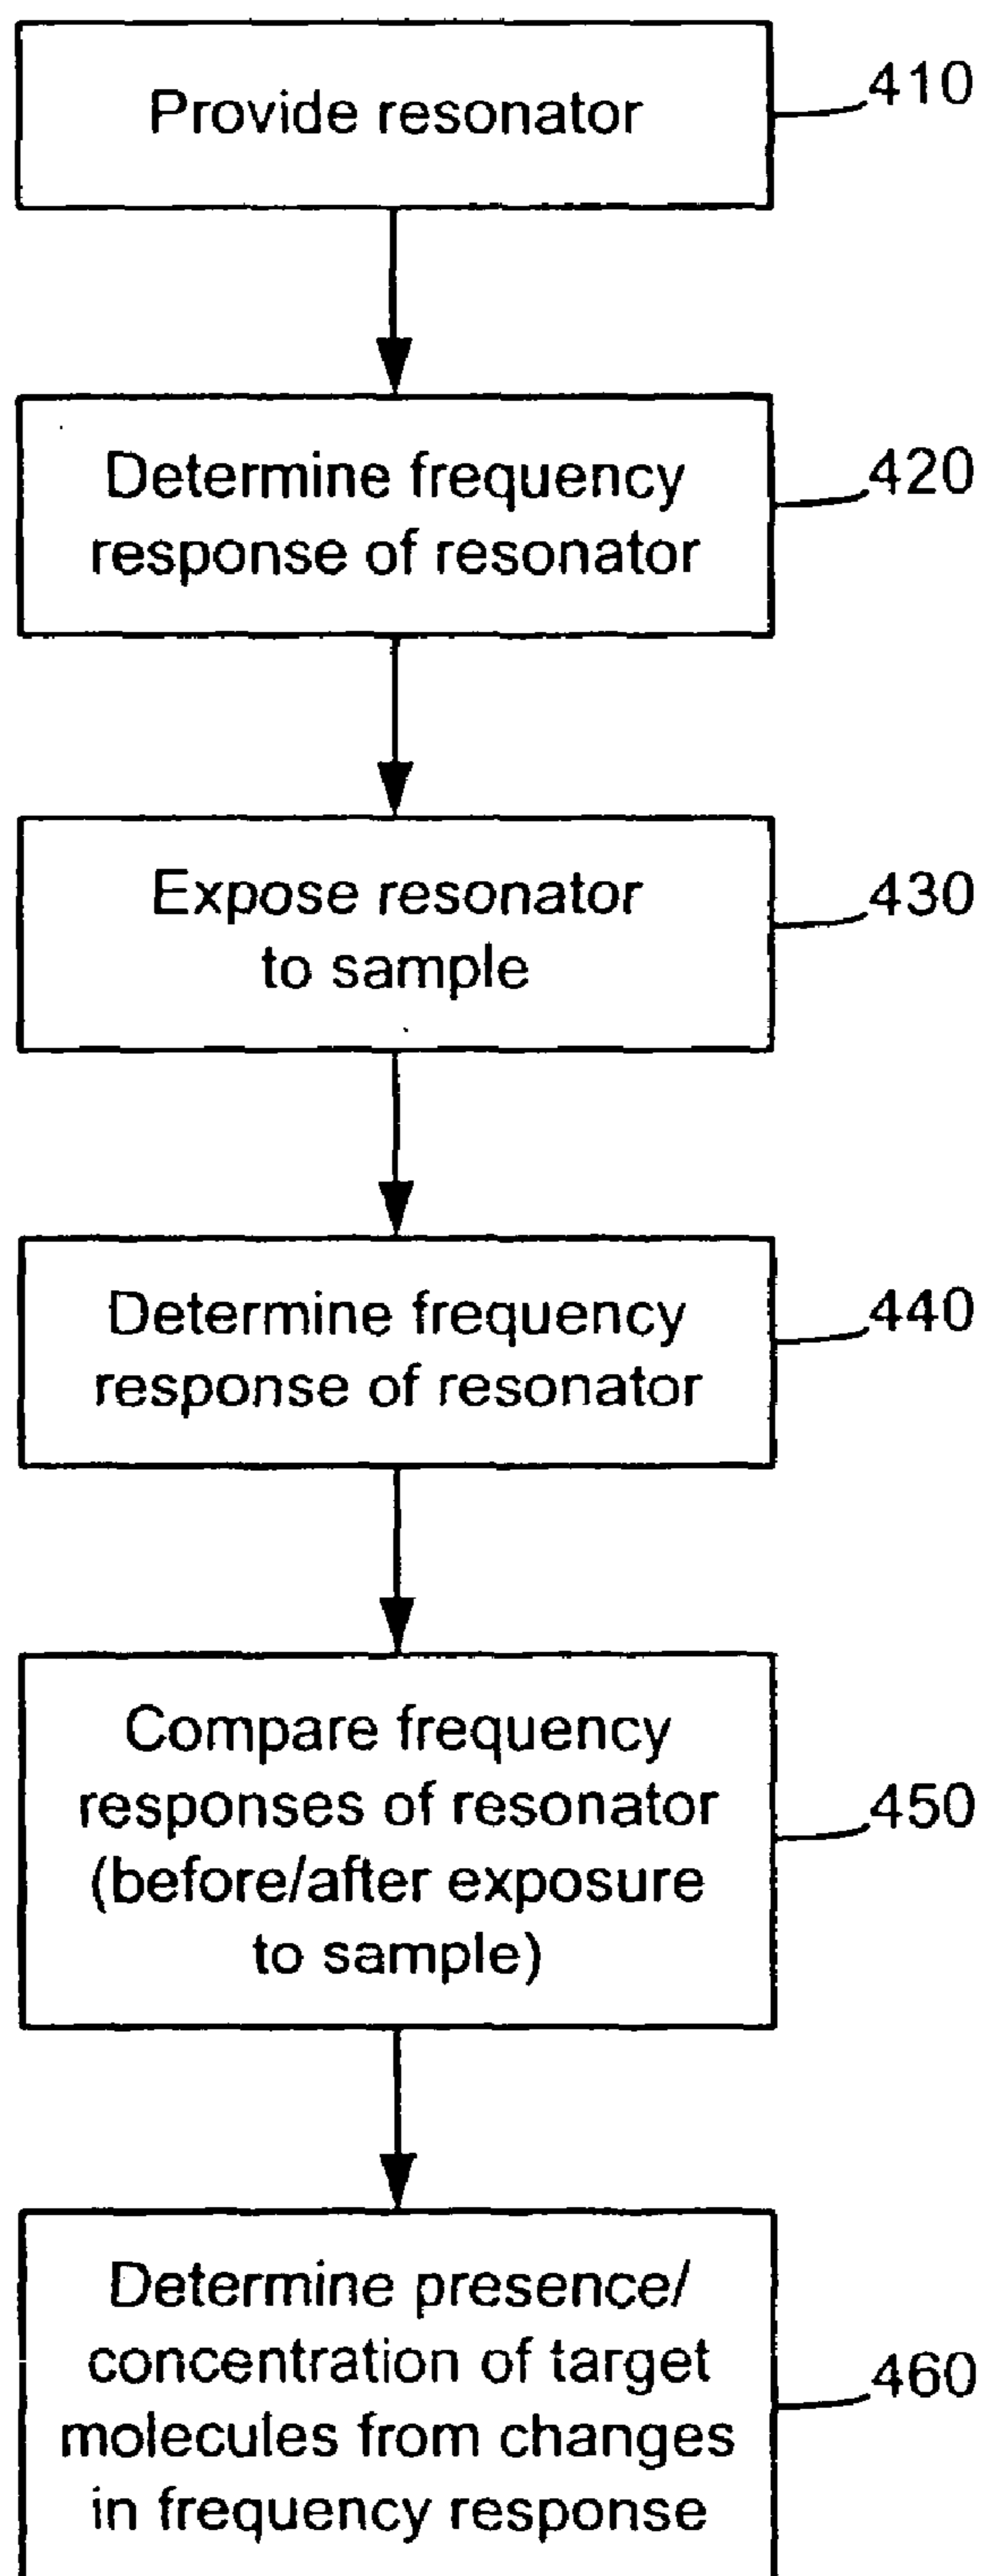 Provide resonator
410
Determine frequency
response of resonator
420
Expose resonator
to sample
430
Determine frequency
response of resonator
440
Compare frequency
responses of resonator
(before/after exposure
to sample)
450
Determine presence/
concentration of target
molecules from changes
in frequency response
460